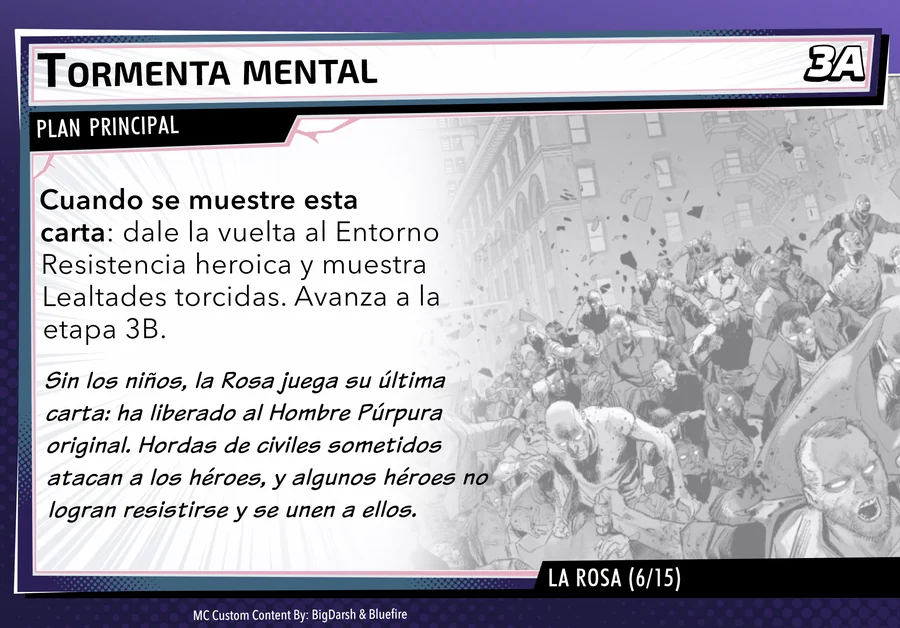 TORMENTA MENTAL
3A
PLAN PRINCIPAL
Cuando se muestre esta
carta: dale la vuelta al Entorno
Resistencia heroica y muestra
Lealtades torcidas. Avanza a la
etapa 3B.
Sin los niños, la Rosa juega su última
carta: ha liberado al Hombre Púrpura
original. Hordas de civiles sometidos
atacan a los héroes, y algunos héroes no
logran resistirse y se unen a ellos.
LA ROSA (6/15)
MC Custom Content By: BigDarsh & Bluefire